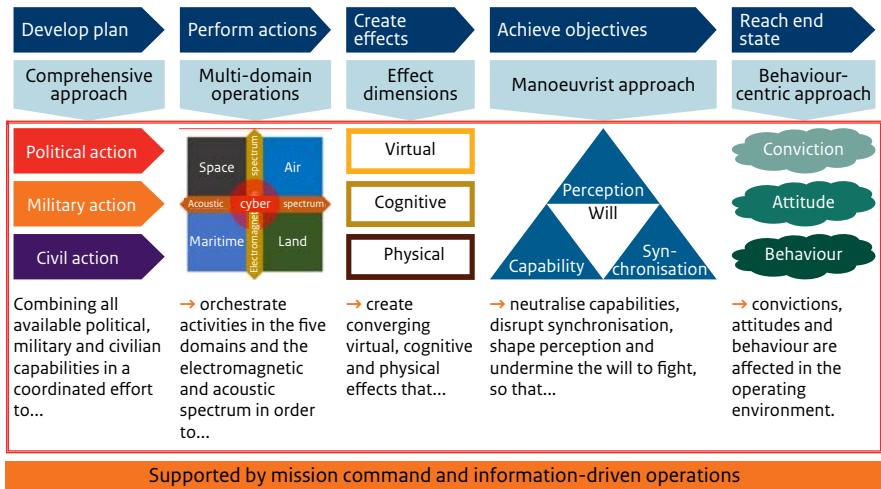 Develop plan
Perform actions
Create
effects
Achieve objectives
Reach end
state
Comprehensive
approach
Multi-domain
operations
Effect
dimensions
Manoeuvrist approach
Behaviour-
centric approach
Political action
Military action
Civil action
Space
Air
Acoustic
cyber
spectrum
Maritime
Land
Electromagnetic
spectrum
Virtual
Cognitive
Physical
Perception
Will
Capability
Syn-
chronisation
Conviction
Attitude
Behaviour
Combining all
available political,
military and civilian
capabilities in a
coordinated effort
to...
→ orchestrate
activities in the five
domains and the
electromagnetic
and acoustic
spectrum in order
to...
→ create
converging
virtual, cognitive
and physical
effects that...
→ neutralise capabilities,
disrupt synchronisation,
shape perception and
undermine the will to fight,
so that...
→ convictions,
attitudes and
behaviour are
affected in the
operating
environment.
Supported by mission command and information-driven operations